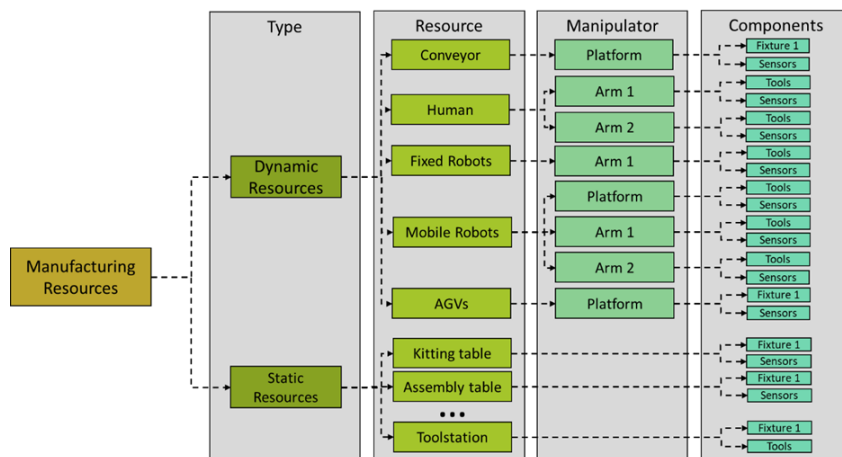 Type
Resource
Manipulator
Components
Manufacturing
Resources
Dynamic
Resources
Static
Resources
Conveyor
Human
Fixed Robots
Mobile Robots
AGVs
Kitting table
Assembly table
•••
Toolstation
Platform
Arm 1
Arm 2
Arm 1
Platform
Arm 1
Arm 2
Platform
Fixture 1
Sensors
Tools
Sensors
Tools
Sensors
Tools
Sensors
Tools
Sensors
Tools
Sensors
Tools
Sensors
Fixture 1
Sensors
Fixture 1
Sensors
Fixture 1
Sensors
Fixture 1
Tools